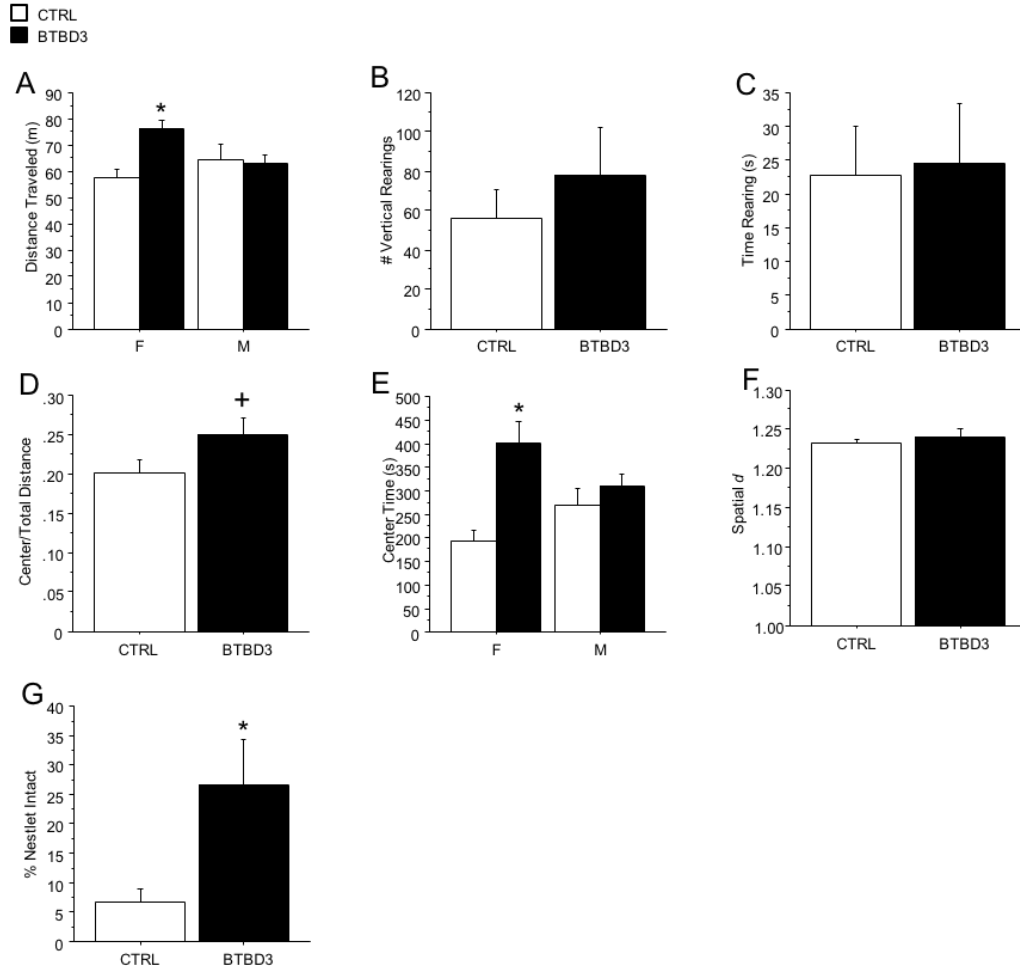 CTRL
BTBD3
A
Distance Traveled (m)
90
80
70
60
50
40
30
20
10
0
*
F
M
B
# Vertical Rearings
120
100
80
60
40
20
0
CTRL
BTBD3
C
Time Rearing (s)
35
30
25
20
15
10
5
0
CTRL
BTBD3
D
Center/Total Distance
.30
.25
.20
.15
.10
.05
0
+
CTRL
BTBD3
E
Center Time (s)
500
450
400
350
300
250
200
150
100
50
0
*
F
M
F
Spatial d
1.30
1.25
1.20
1.15
1.10
1.05
1.00
CTRL
BTBD3
G
% Nestlet Intact
40
35
30
25
20
15
10
5
0
*
CTRL
BTBD3